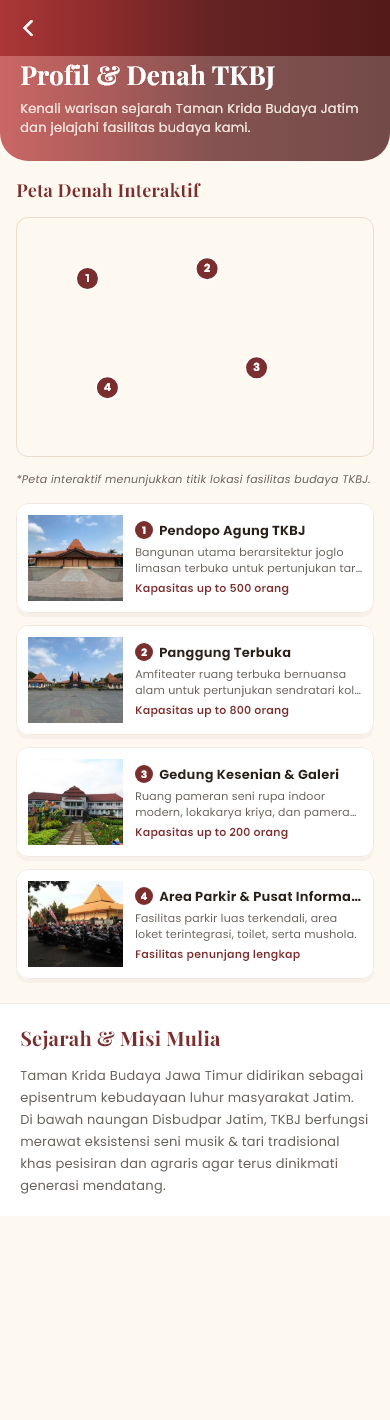 Profil & Denah TKBJ
Kenali warisan sejarah Taman Krida Budaya Jatim
dan jelajahi fasilitas budaya kami.
Peta Denah Interaktif
1
2
3
4
*Peta interaktif menunjukkan titik lokasi fasilitas budaya TKBJ.
1 Pendopo Agung TKBJ
Bangunan utama berarsitektur joglo
limasan terbuka untuk pertunjukan tar...
Kapasitas up to 500 orang
2 Panggung Terbuka
Amfiteater ruang terbuka bernuansa
alam untuk pertunjukan sendratari kol...
Kapasitas up to 800 orang
3 Gedung Kesenian & Galeri
Ruang pameran seni rupa indoor
modern, lokakarya kriya, dan pamera...
Kapasitas up to 200 orang
4 Area Parkir & Pusat Informa...
Fasilitas parkir luas terkendali, area
loket terintegrasi, toilet, serta mushola.
Fasilitas penunjang lengkap
Sejarah & Misi Mulia
Taman Krida Budaya Jawa Timur didirikan sebagai
episentrum kebudayaan luhur masyarakat Jatim.
Di bawah naungan Disbudpar Jatim, TKBJ berfungsi
merawat eksistensi seni musik & tari tradisional
khas pesisiran dan agraris agar terus dinikmati
generasi mendatang.